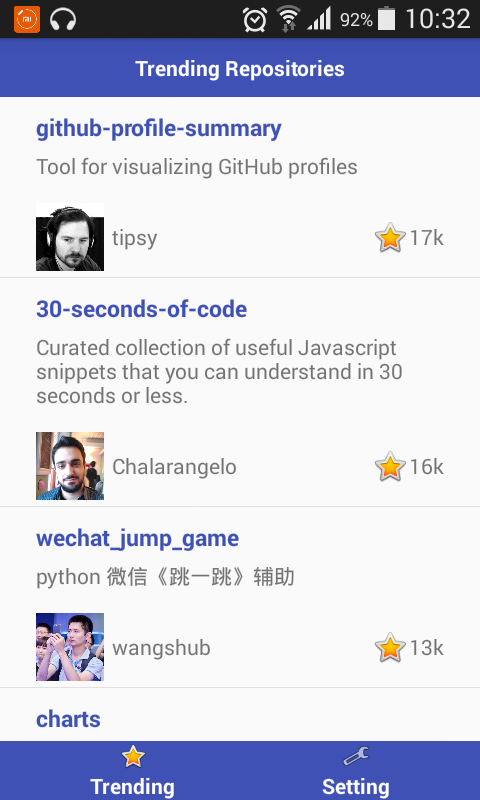 92% 10:32
Trending Repositories
github-profile-summary
Tool for visualizing GitHub profiles
tipsy 17k
30-seconds-of-code
Curated collection of useful Javascript
snippets that you can understand in 30
seconds or less.
Chalarangelo 16k
wechat_jump_game
python 微信《跳一跳》辅助
wangshub 13k
charts
Trending Setting